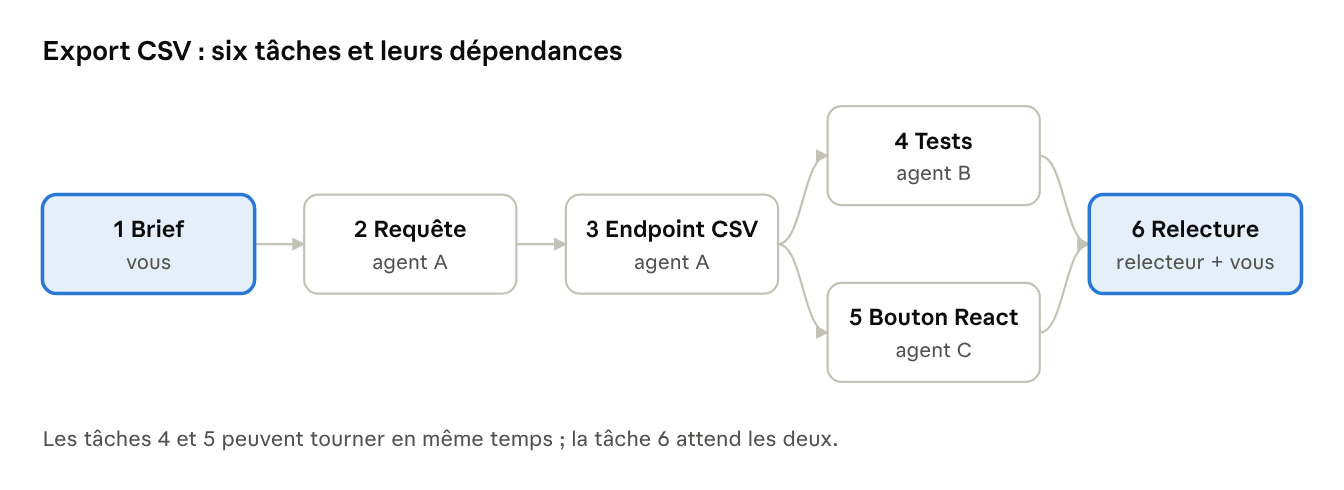 Export CSV : six tâches et leurs dépendances
1 Brief
vous
2 Requête
agent A
3 Endpoint CSV
agent A
4 Tests
agent B
5 Bouton React
agent C
6 Relecture
relecteur + vous
Les tâches 4 et 5 peuvent tourner en même temps ; la tâche 6 attend les deux.